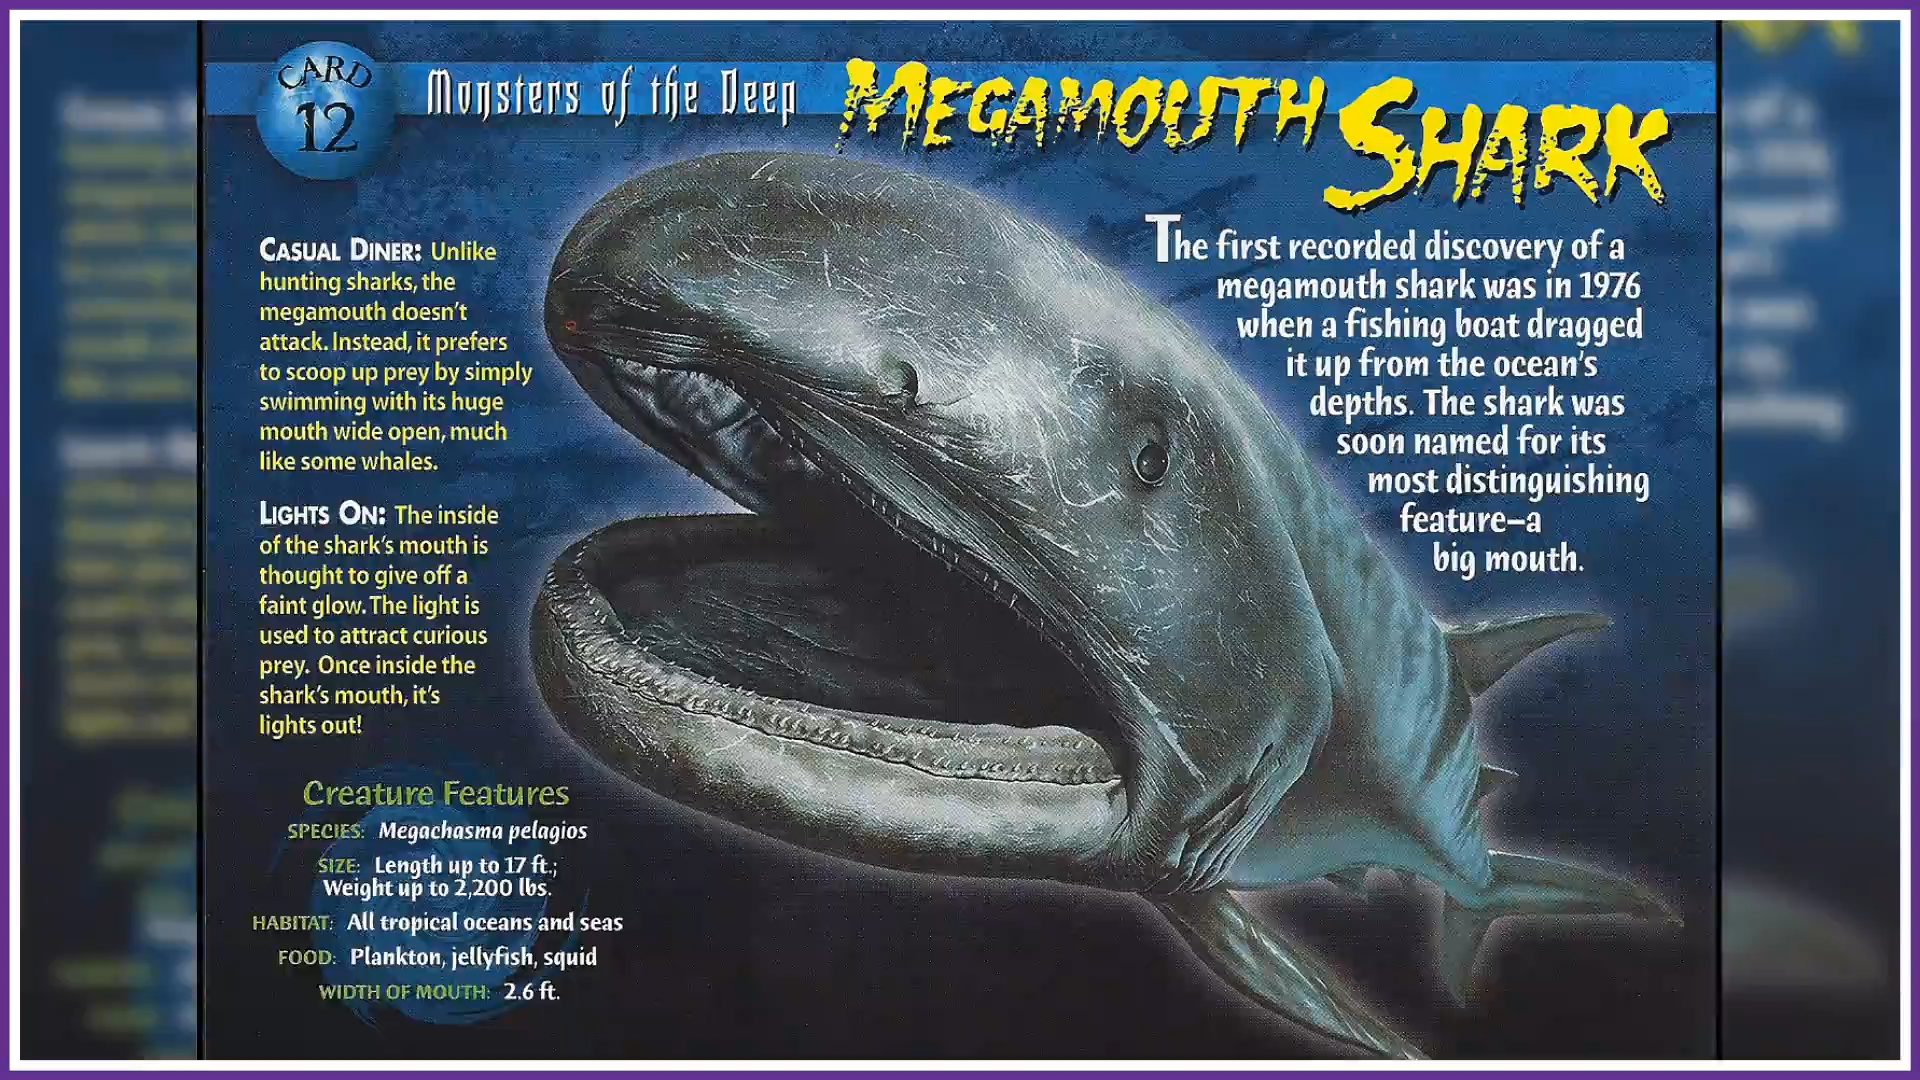 CARD
12
Monsters of the Deep
MEGAMOUTH
SHARK
CASUAL DINER: Unlike
hunting sharks, the
megamouth doesn't
attack. Instead, it prefers
to scoop up prey by simply
swimming with its huge
mouth wide open, much
like some whales.
LIGHTS ON: The inside
of the shark's mouth is
thought to give off a
faint glow. The light is
used to attract curious
prey. Once inside the
shark's mouth, it's
lights out!
The first recorded discovery of a
megamouth shark was in 1976
when a fishing boat dragged
it up from the ocean's
depths. The shark was
soon named for its
most distinguishing
feature–a
big mouth.
Creature Features
SPECIES: Megachasma pelagios
SIZE: Length up to 17 ft.;
Weight up to 2,200 lbs.
HABITAT: All tropical oceans and seas
FOOD: Plankton, jellyfish, squid
WIDTH OF MOUTH: 2.6 ft.